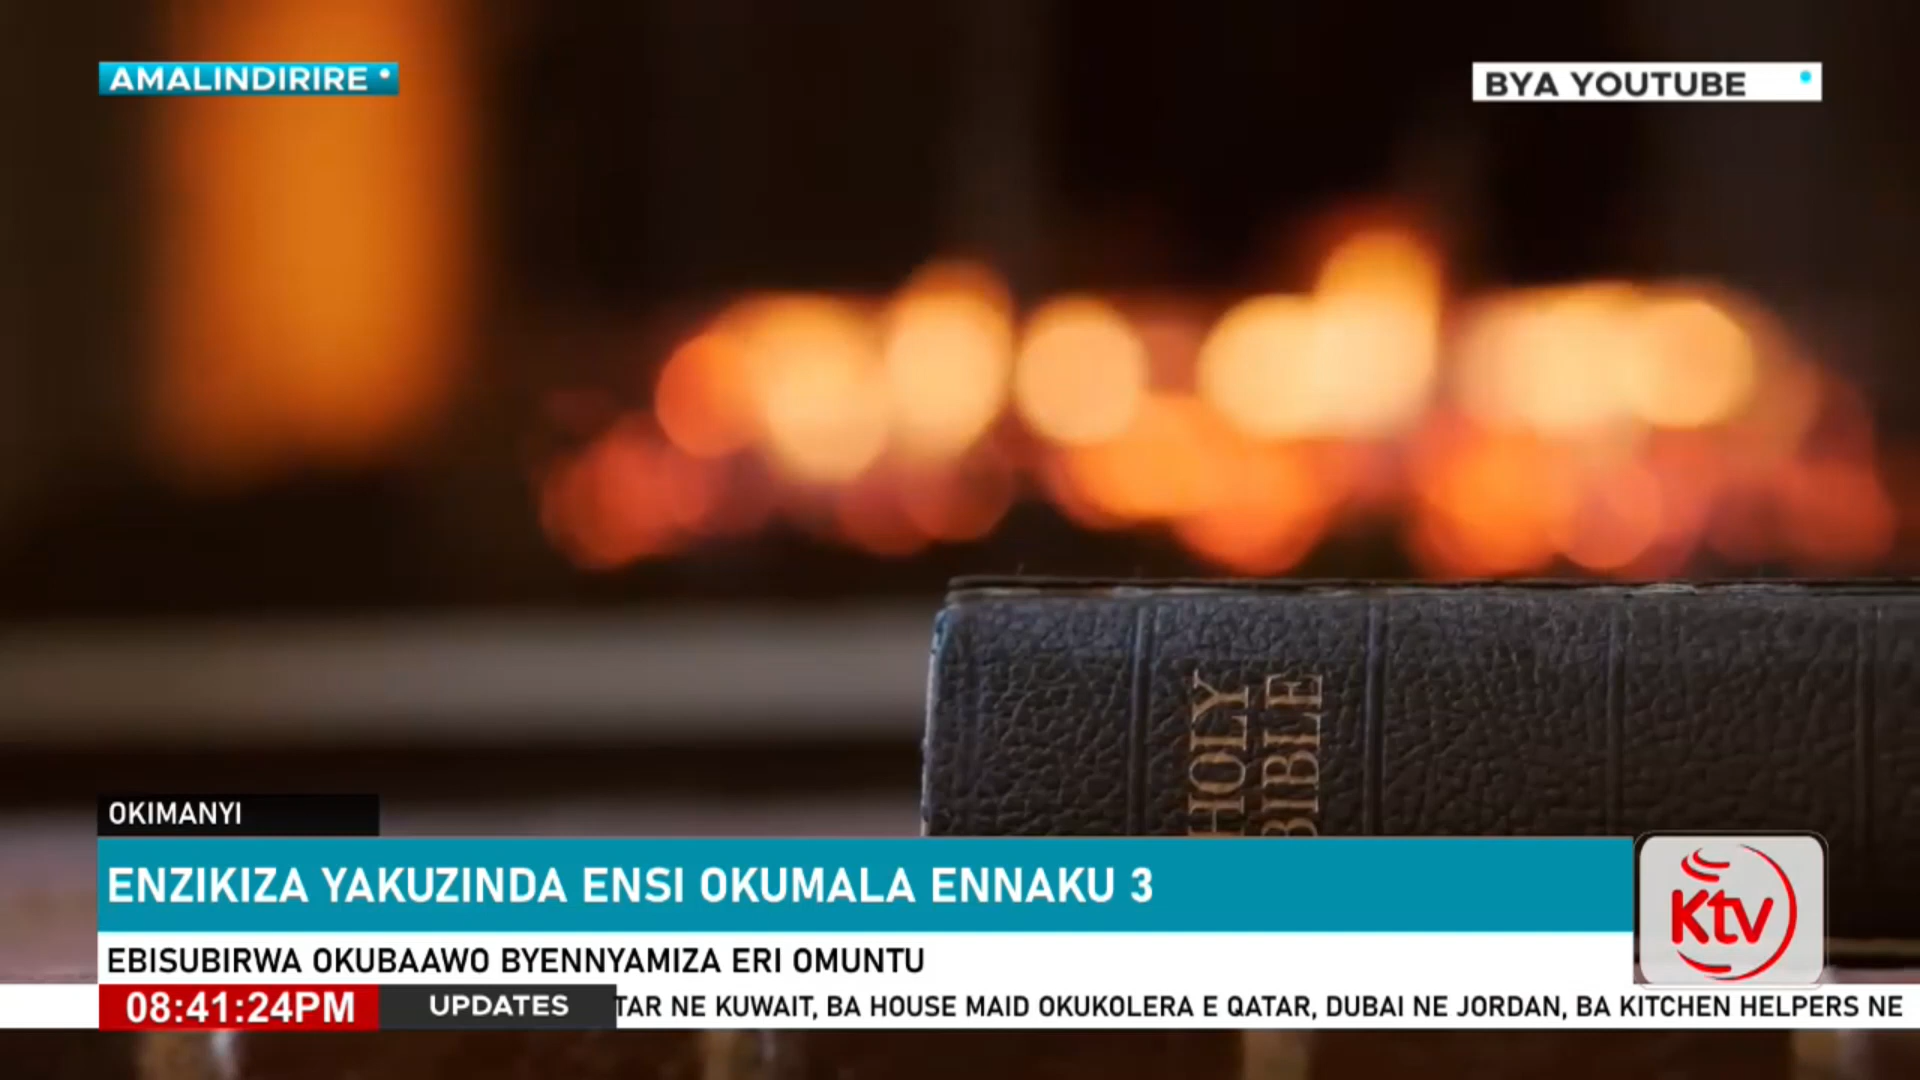 AMALINDIRIRE
BYA YOUTUBE
HOLY
BIBLE
OKIMANYI
ENZIKIZA YAKUZINDA ENSI OKUMALA ENNAKU 3
Ktv
EBISUBIRWA OKUBAAWO BYENNYAMIZA ERI OMUNTU
08:41:24PM
UPDATES
TAR NE KUWAIT, BA HOUSE MAID OKUKOLERA E QATAR, DUBAI NE JORDAN, BA KITCHEN HELPERS NE